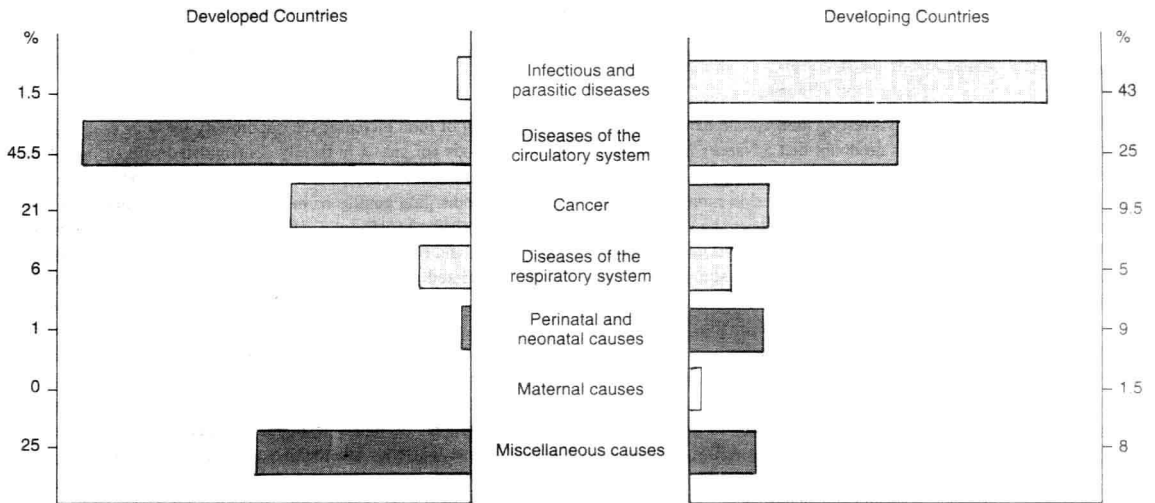 Developed Countries
Developing Countries
%
%
1.5
Infectious and
parasitic diseases
43
45.5
Diseases of the
circulatory system
25
21
Cancer
9.5
6
Diseases of the
respiratory system
5
1
Perinatal and
neonatal causes
9
0
Maternal causes
1.5
25
Miscellaneous causes
8